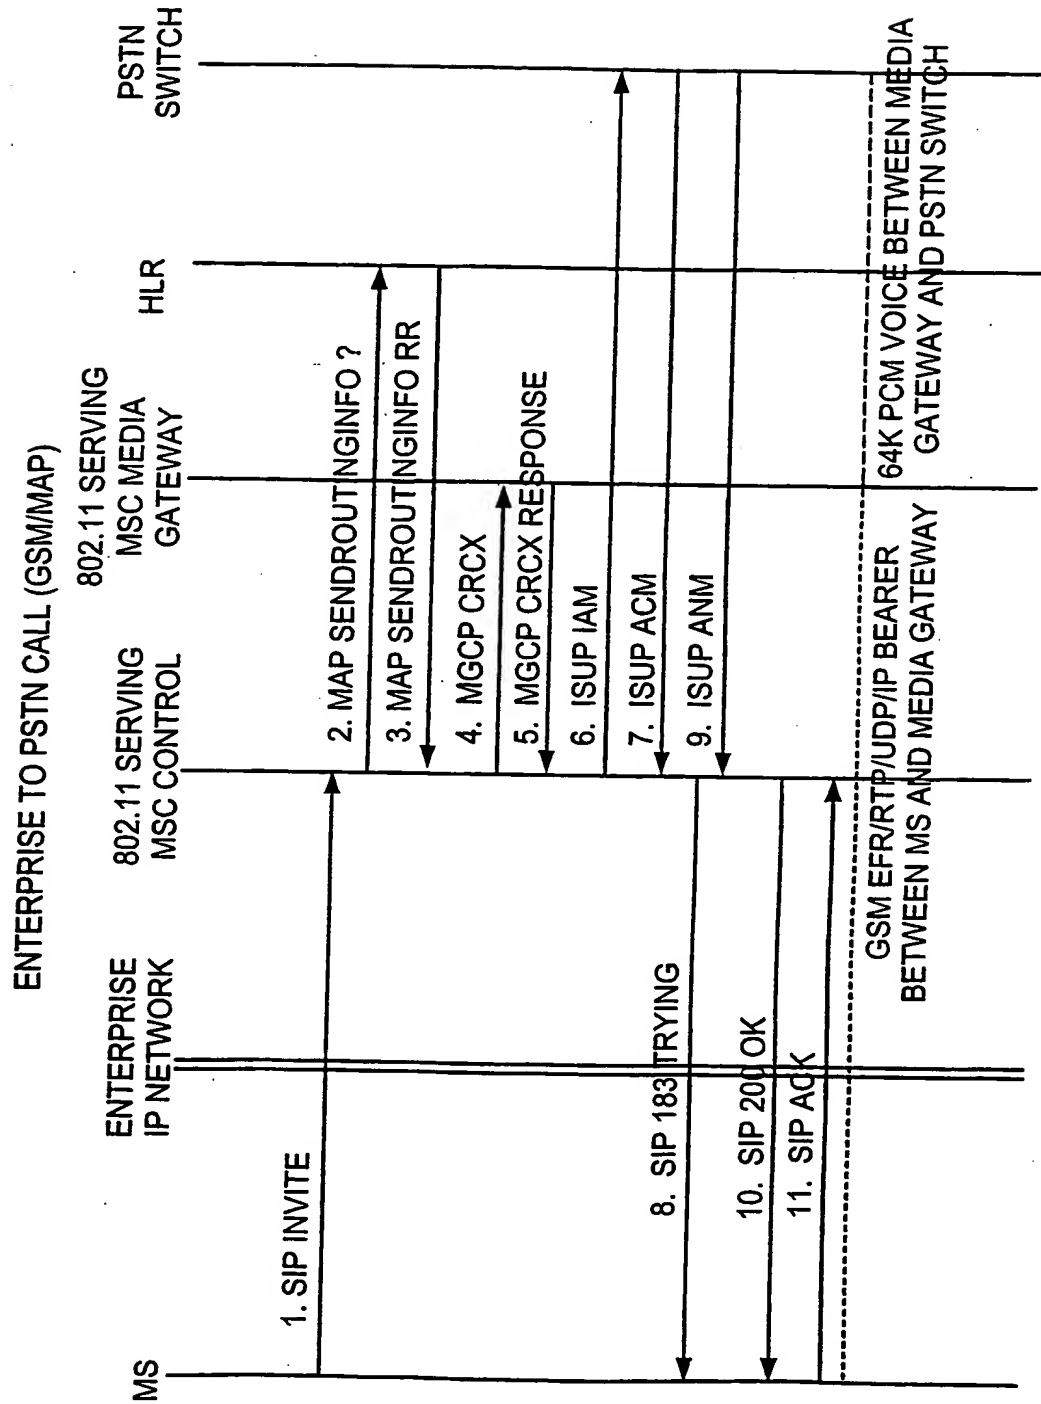 ENTERPRISE TO PSTN CALL (GSM/MAP)
MS
ENTERPRISE
IP NETWORK
802.11 SERVING
MSC CONTROL
802.11 SERVING
MSC MEDIA
GATEWAY
HLR
PSTN
SWITCH
1. SIP INVITE
2. MAP SENDROUTINGINFO ?
3. MAP SENDROUTINGINFO RR
4. MGCP CRCX
5. MGCP CRCX RESPONSE
6. ISUP IAM
7. ISUP ACM
8. SIP 183 TRYING
9. ISUP ANM
10. SIP 200 OK
11. SIP ACK
GSM EFR/RTP/UDP/IP BEARER
BETWEEN MS AND MEDIA GATEWAY
64K PCM VOICE BETWEEN MEDIA
GATEWAY AND PSTN SWITCH